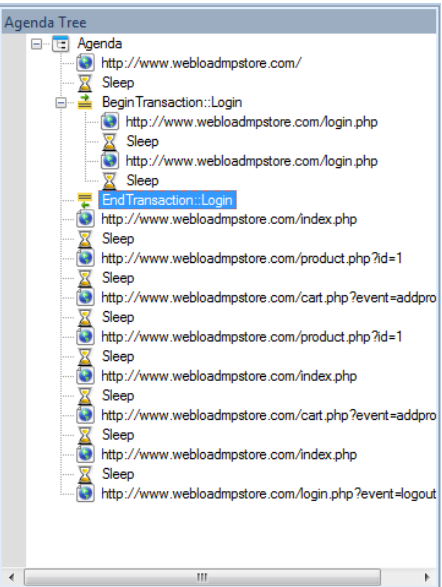 Agenda Tree
Agenda
http://www.webloadmpstore.com/
Sleep
BeginTransaction::Login
http://www.webloadmpstore.com/login.php
Sleep
http://www.webloadmpstore.com/login.php
Sleep
EndTransaction::Login
http://www.webloadmpstore.com/index.php
Sleep
http://www.webloadmpstore.com/product.php?id=1
Sleep
http://www.webloadmpstore.com/cart.php?event=addpro
Sleep
http://www.webloadmpstore.com/product.php?id=1
Sleep
http://www.webloadmpstore.com/index.php
Sleep
http://www.webloadmpstore.com/cart.php?event=addpro
Sleep
http://www.webloadmpstore.com/index.php
Sleep
http://www.webloadmpstore.com/login.php?event=logout